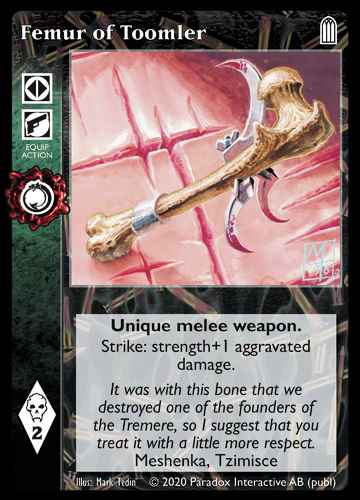 Femur of Toomler
EQUIP
ACTION
Unique melee weapon.
Strike: strength+1 aggravated
damage.
It was with this bone that we
destroyed one of the founders of
the Tremere, so I suggest that you
treat it with a little more respect.
Meshenka, Tzimisce
2
Illus: Mark Tedin © 2020 Paradox Interactive AB (publ)